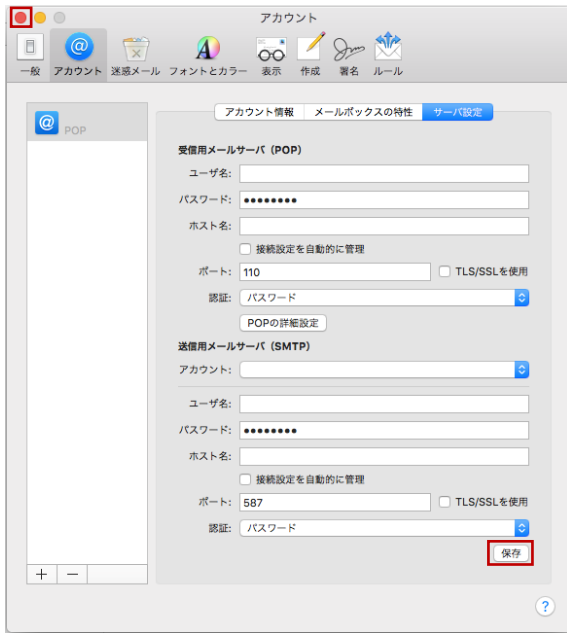 アカウント
一般 アカウント 迷惑メール フォントとカラー 表示 作成 署名 ルール
@ POP
アカウント情報 メールボックスの特性 サーバ設定
受信用メールサーバ（POP）
ユーザ名:
パスワード: ●●●●●●●●
ホスト名:
接続設定を自動的に管理
ポート: 110 TLS/SSLを使用
認証: パスワード
POPの詳細設定
送信用メールサーバ（SMTP）
アカウント:
ユーザ名:
パスワード: ●●●●●●●●
ホスト名:
接続設定を自動的に管理
ポート: 587 TLS/SSLを使用
認証: パスワード
保存
+ −
?